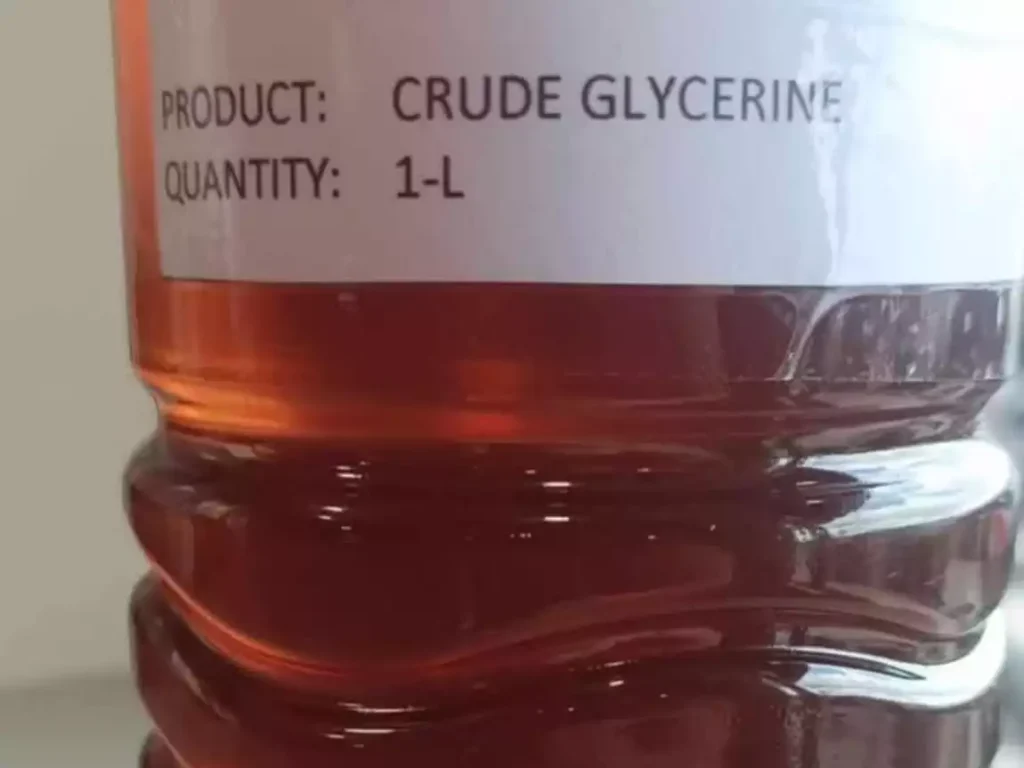 PRODUCT: CRUDE GLYCERINE
QUANTITY: 1-L